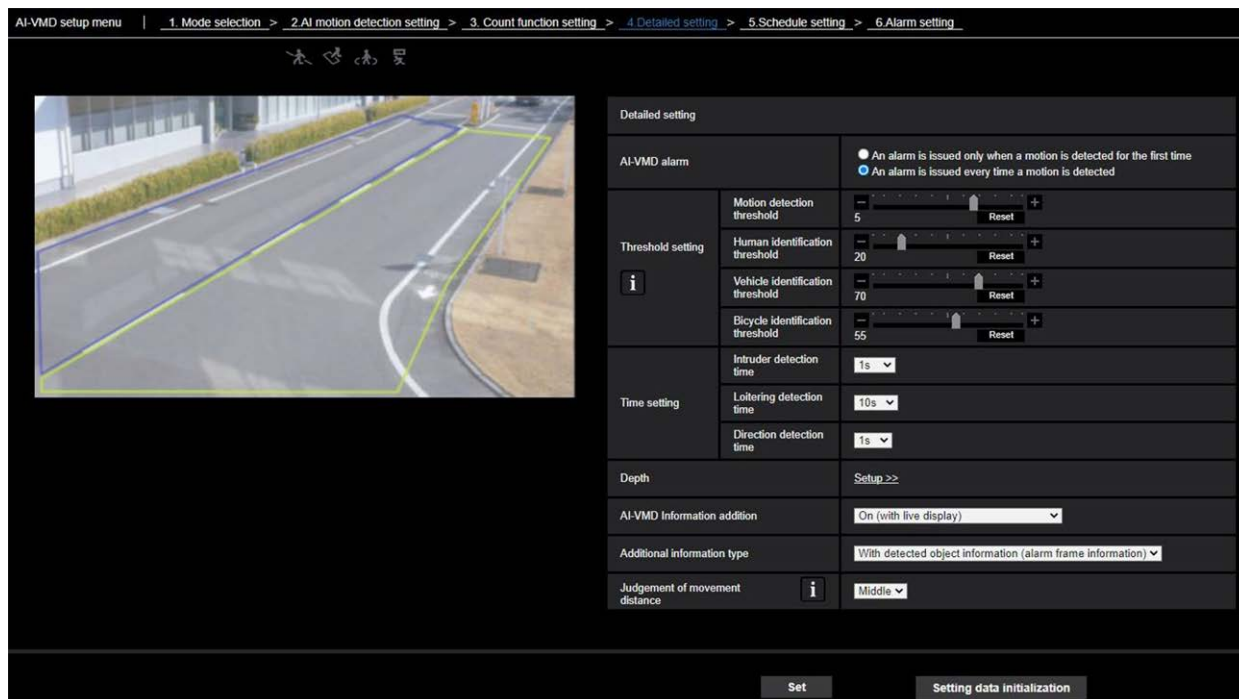 AI-VMD setup menu | 1. Mode selection > 2.AI motion detection setting > 3. Count function setting > 4.Detailed setting > 5.Schedule setting > 6.Alarm setting
Detailed setting
AI-VMD alarm
An alarm is issued only when a motion is detected for the first time
An alarm is issued every time a motion is detected
Threshold setting
i
Motion detection
threshold
5 Reset
Human identification
threshold
20 Reset
Vehicle identification
threshold
70 Reset
Bicycle identification
threshold
55 Reset
Time setting
Intruder detection
time
1s
Loitering detection
time
10s
Direction detection
time
1s
Depth
Setup >>
AI-VMD Information addition
On (with live display)
Additional information type
With detected object information (alarm frame information)
Judgement of movement
distance
i
Middle
Set
Setting data initialization